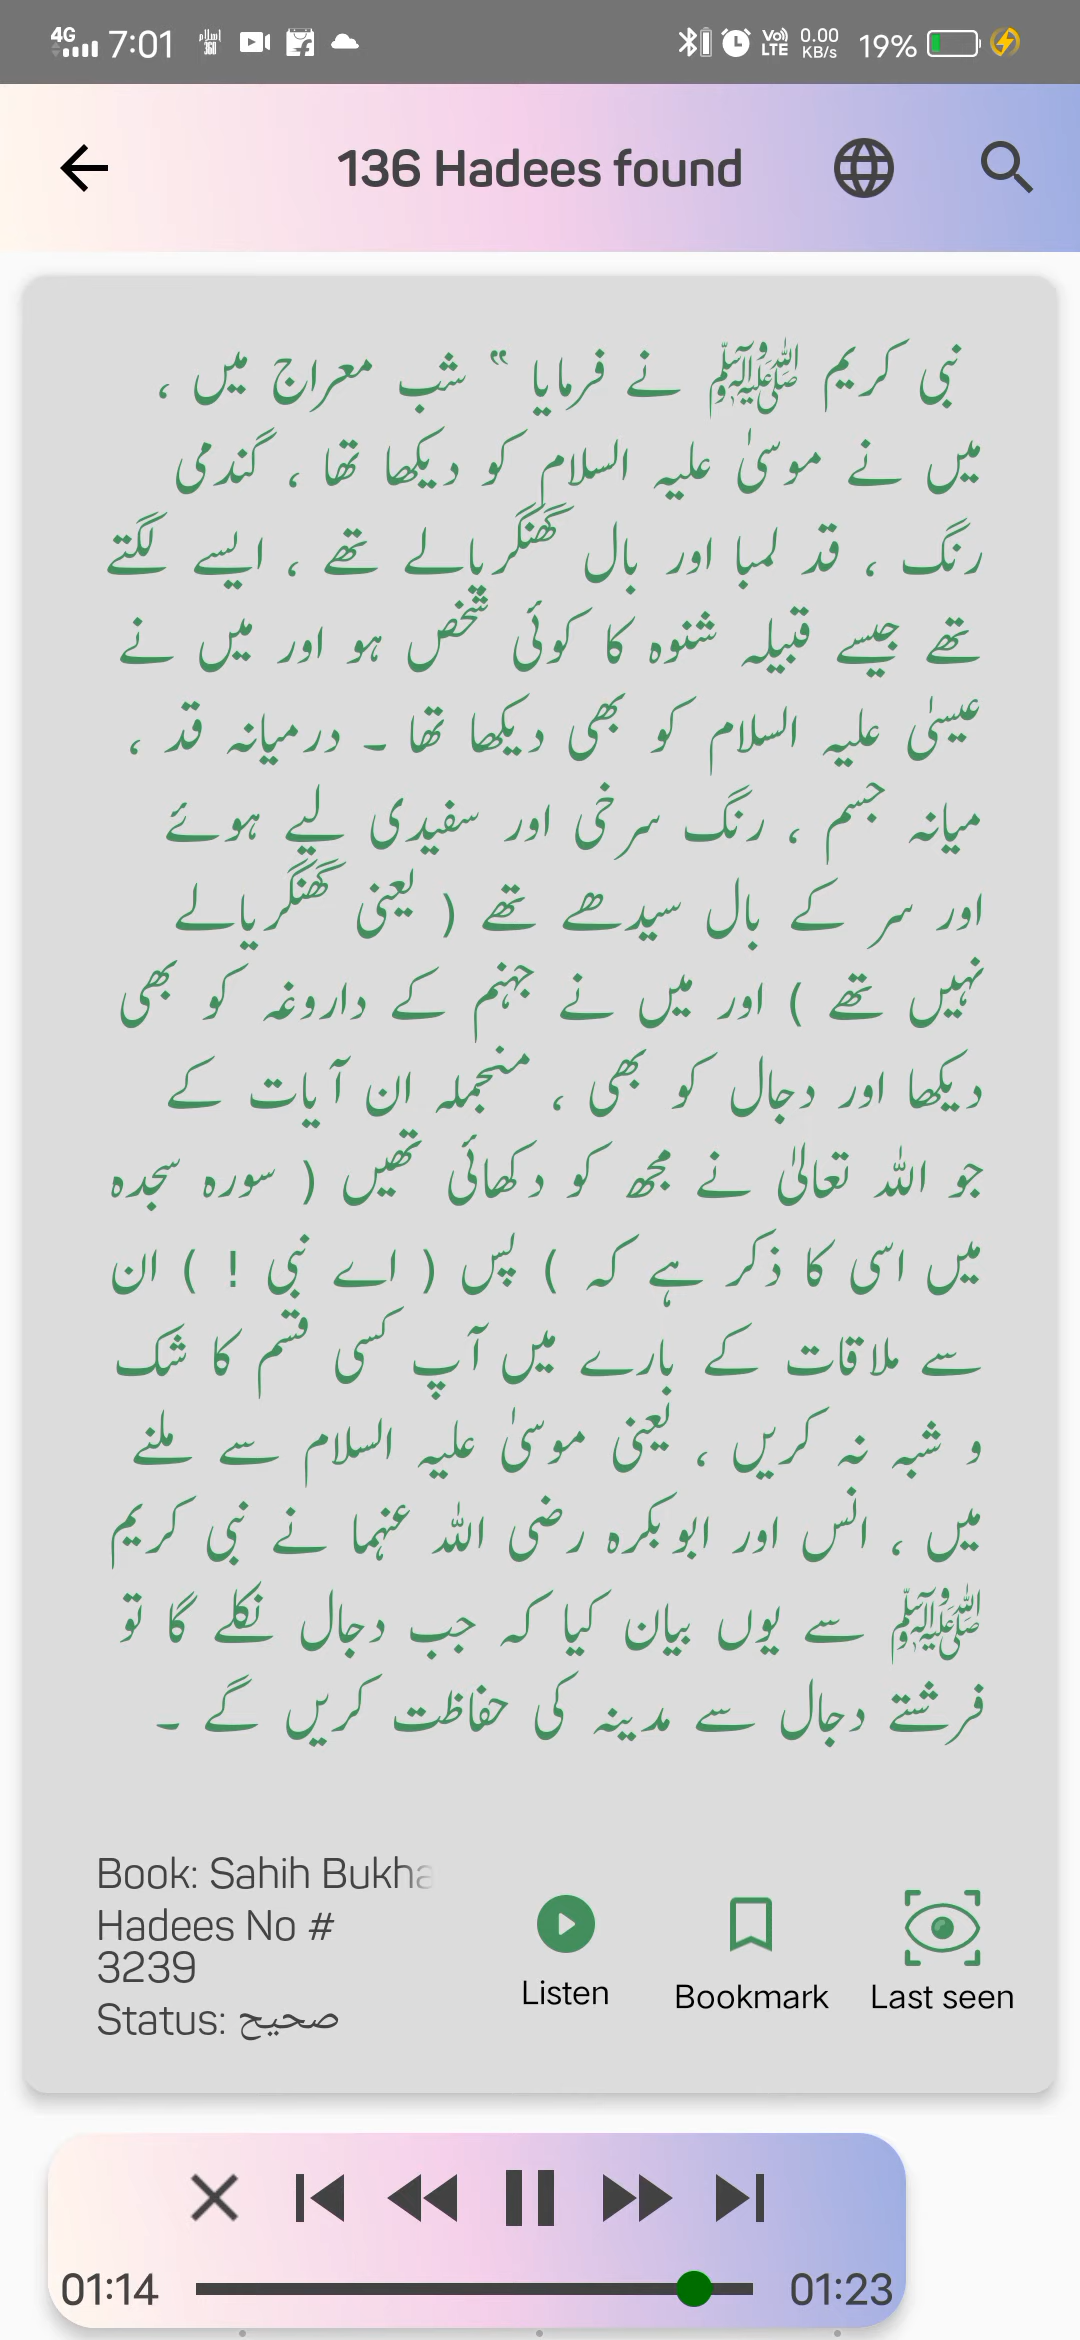 4G 7:01 اسلام 360 Vo) LTE 0.00 KB/s 19%
136 Hadees found
نبی کریم ﷺ نے فرمایا ” شب معراج میں ،
میں نے موسیٰ علیہ السلام کو دیکھا تھا ، گندمی
رنگ ، قد لمبا اور بال گھنگریالے تھے ، ایسے لگتے
تھے جیسے قبیلہ شنوہ کا کوئی شخص ہو اور میں نے
عیسیٰ علیہ السلام کو بھی دیکھا تھا ۔ درمیانہ قد ،
میانہ جسم ، رنگ سرخی اور سفیدی لیے ہوئے
اور سر کے بال سیدھے تھے ( یعنی گھنگریالے
نہیں تھے ) اور میں نے جہنم کے داروغہ کو بھی
دیکھا اور دجال کو بھی ، منجملہ ان آیات کے
جو اللہ تعالیٰ نے مجھ کو دکھائی تھیں ( سورہ سجدہ
میں اسی کا ذکر ہے کہ ) پس ( اے نبی ! ) ان
سے ملاقات کے بارے میں آپ کسی قسم کا شک
و شبہ نہ کریں ، یعنی موسیٰ علیہ السلام سے ملنے
میں ، انس اور ابوبکرہ رضی اللہ عنہما نے نبی کریم
ﷺ سے یوں بیان کیا کہ جب دجال نکلے گا تو
فرشتے دجال سے مدینہ کی حفاظت کریں گے ۔
Book: Sahih Bukha
Hadees No #
3239
Status: صحیح
Listen
Bookmark
Last seen
01:14
01:23